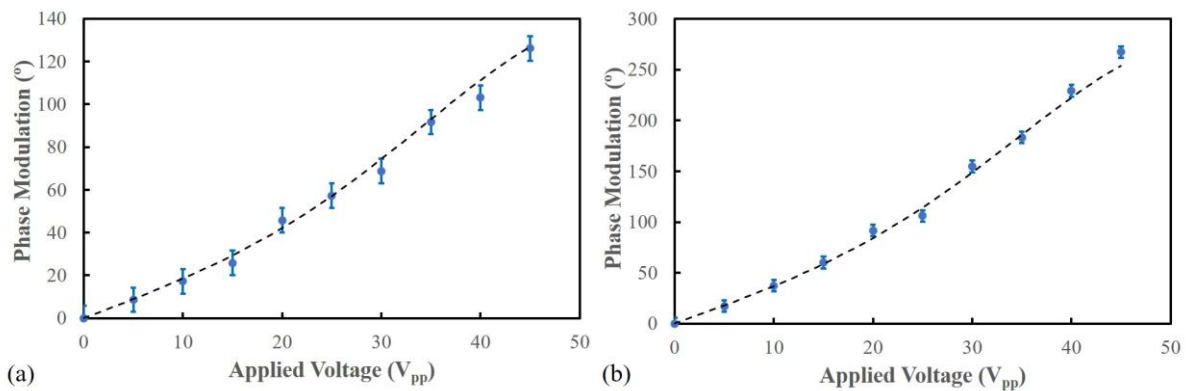 (a)
140
120
100
80
60
40
20
0
Phase Modulation (º)
0 10 20 30 40 50
Applied Voltage (Vpp)
(b)
300
250
200
150
100
50
0
Phase Modulation (º)
0 10 20 30 40 50
Applied Voltage (Vpp)